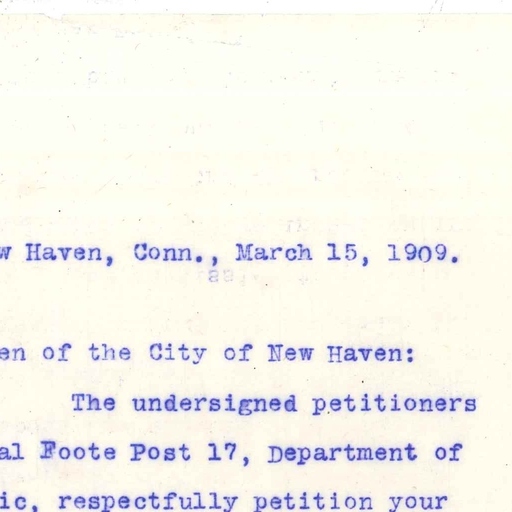 w Haven, Conn., March 15, 1909.
en of the City of New Haven:
The undersigned petitioners
al Foote Post 17, Department of
ic, respectfully petition your